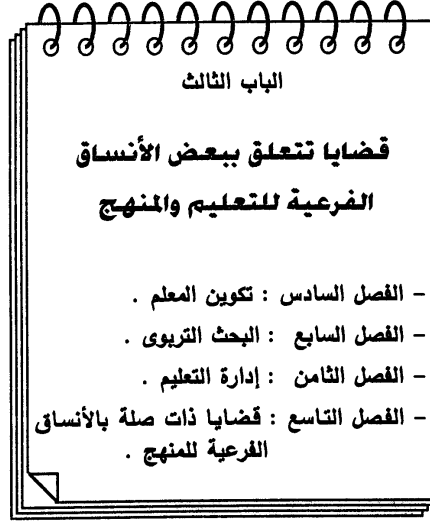 الباب الثالث
قضايا تتعلق ببعض الأنساق
الفرعية للتعليم والمنهج
- الفصل السادس : تكوين المعلم .
- الفصل السابع : البحث التربوى .
- الفصل الثامن : إدارة التعليم .
- الفصل التاسع : قضايا ذات صلة بالأنساق
الفرعية للمنهج .